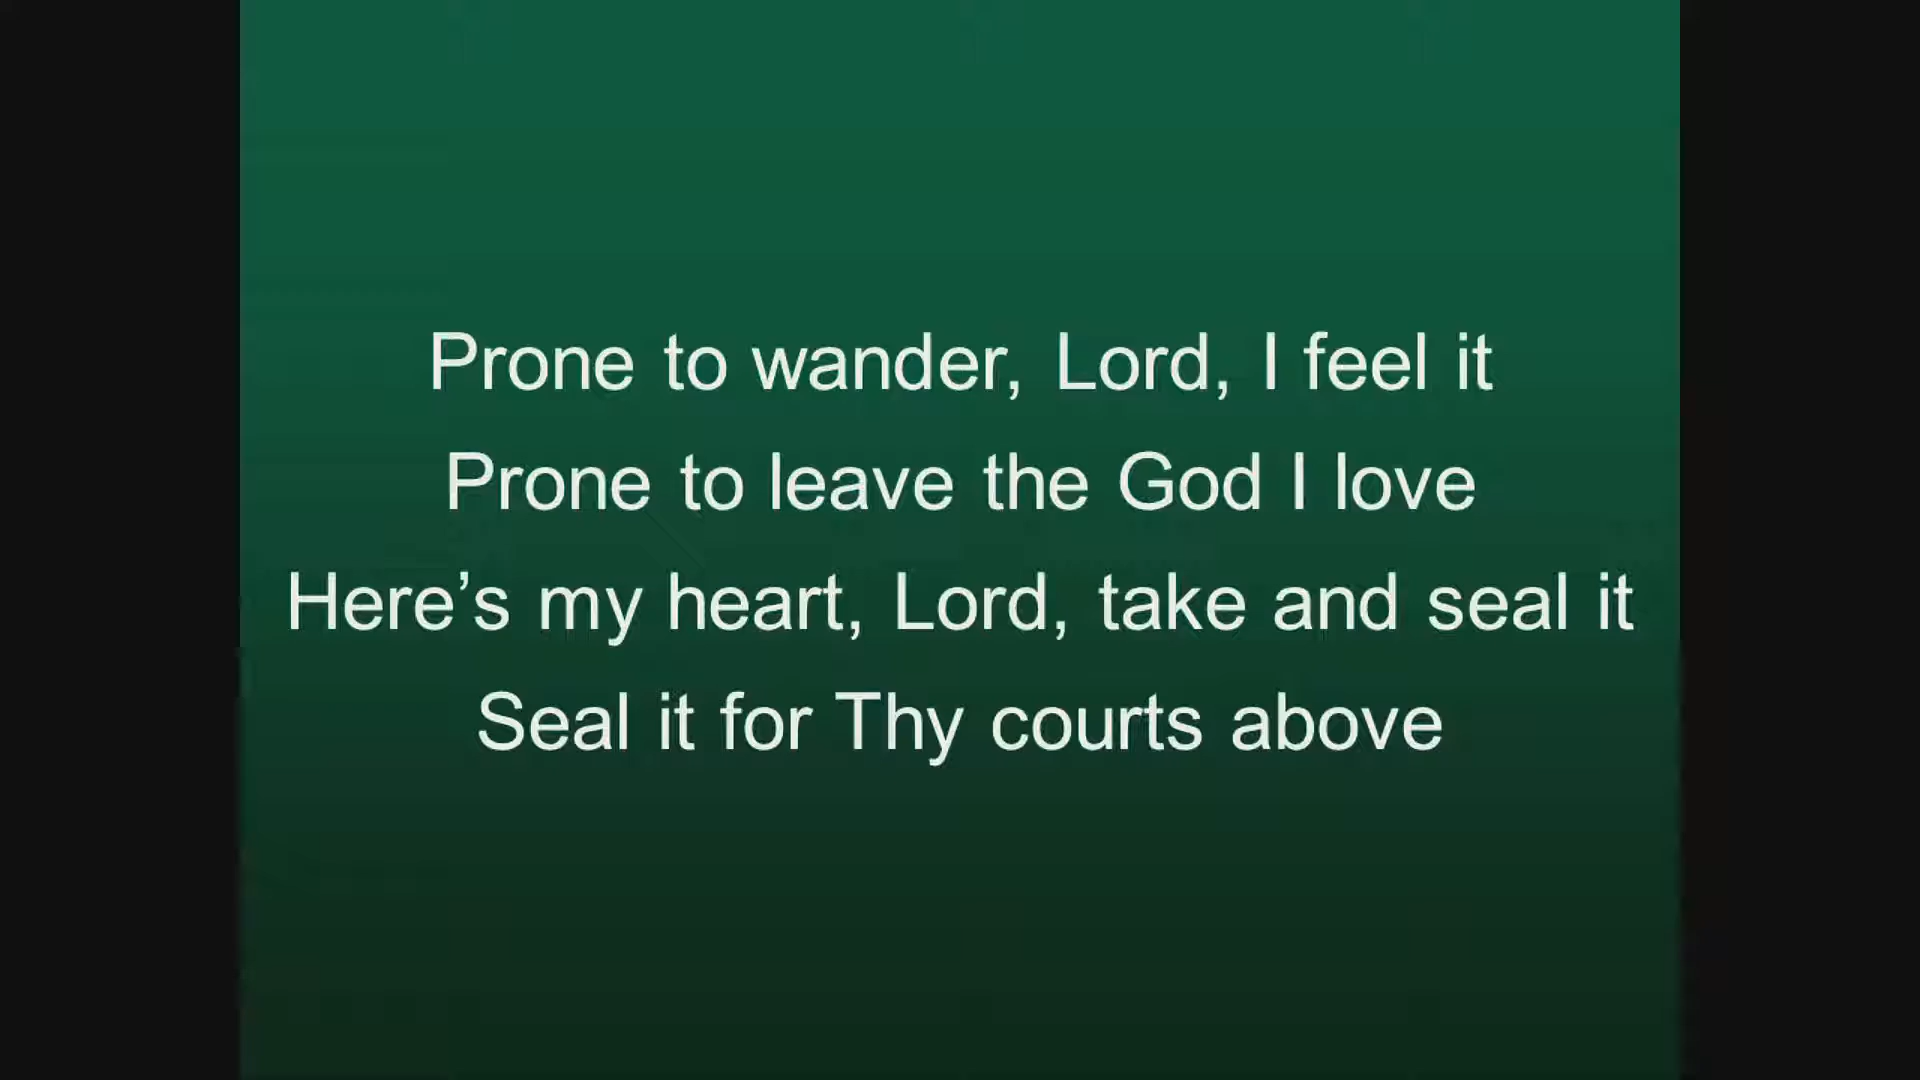 Prone to wander, Lord, I feel it
Prone to leave the God I love
Here’s my heart, Lord, take and seal it
Seal it for Thy courts above